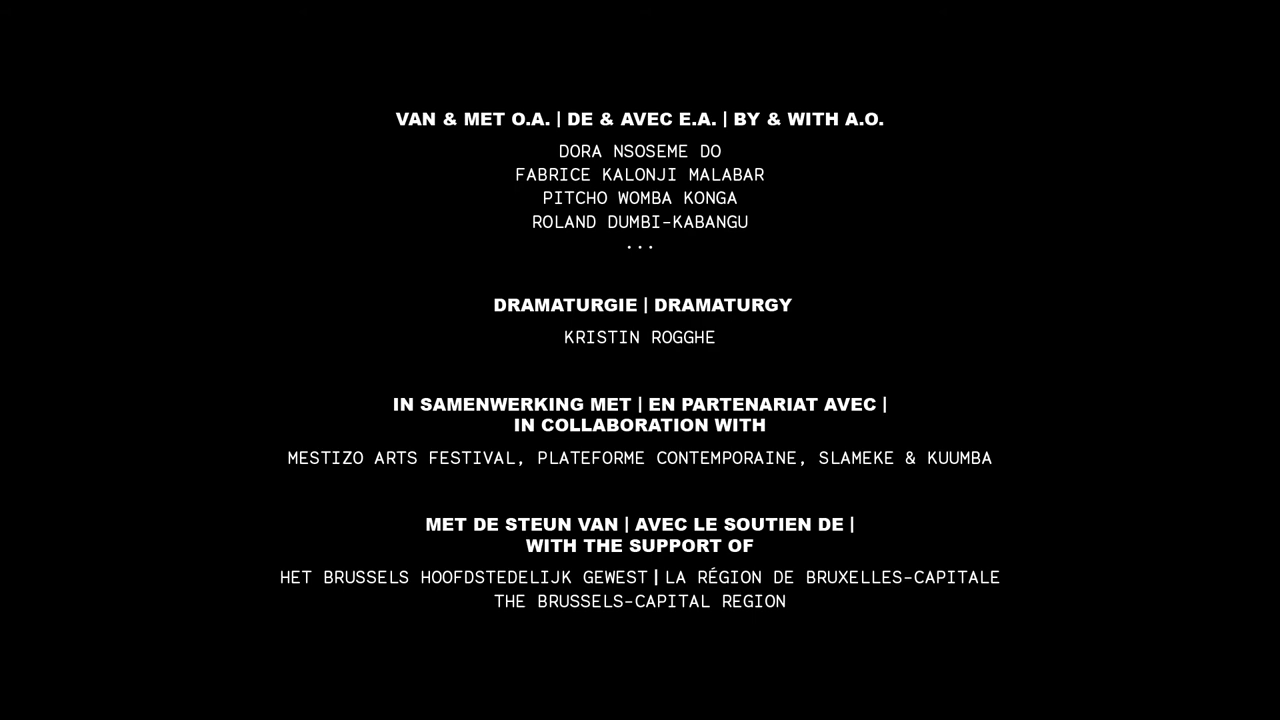 VAN & MET O.A. | DE & AVEC E.A. | BY & WITH A.O.
DORA NSOSEME DO
FABRICE KALONJI MALABAR
PITCHO WOMBA KONGA
ROLAND DUMBI-KABANGU
...
DRAMATURGIE | DRAMATURGY
KRISTIN ROGGHE
IN SAMENWERKING MET | EN PARTENARIAT AVEC |
IN COLLABORATION WITH
MESTIZO ARTS FESTIVAL, PLATEFORME CONTEMPORAINE, SLAMEKE & KUUMBA
MET DE STEUN VAN | AVEC LE SOUTIEN DE |
WITH THE SUPPORT OF
HET BRUSSELS HOOFDSTEDELIJK GEWEST | LA RÉGION DE BRUXELLES-CAPITALE
THE BRUSSELS-CAPITAL REGION